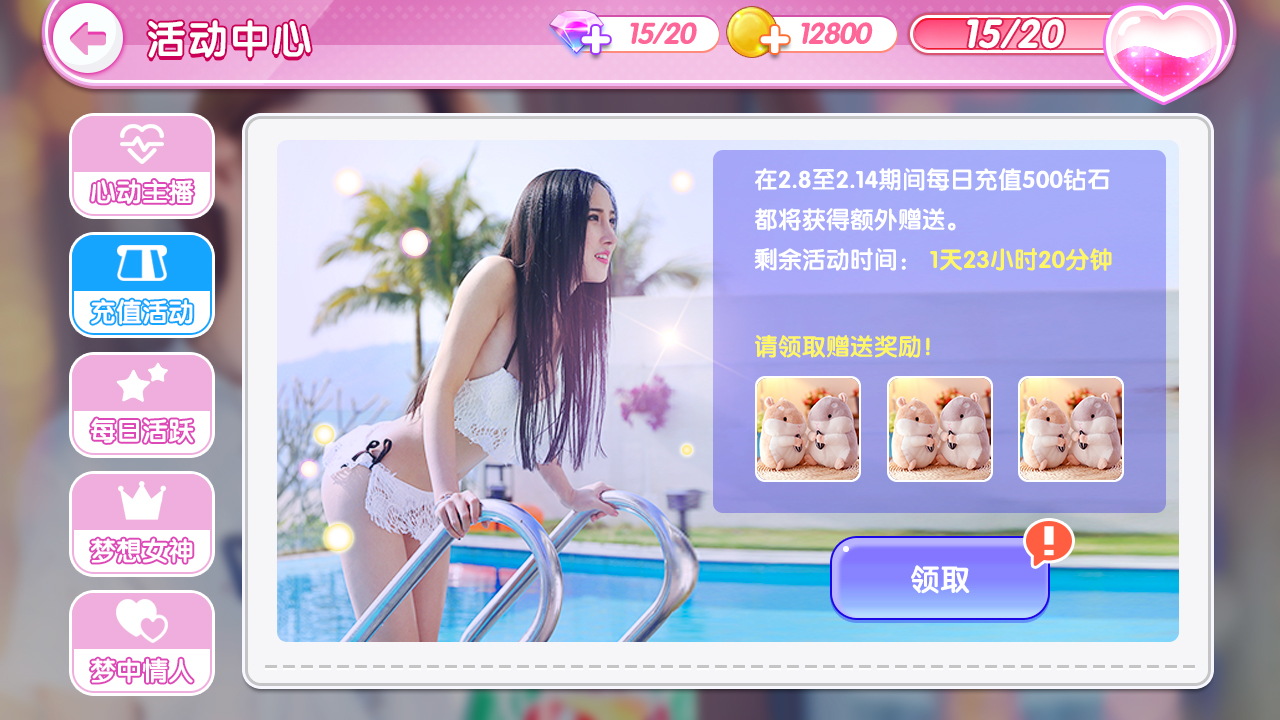 活动中心
15/20
12800
15/20
心动主播
充值活动
每日活跃
梦想女神
梦中情人
在2.8至2.14期间每日充值500钻石
都将获得额外赠送。
剩余活动时间： 1天23小时20分钟
请领取赠送奖励！
领取